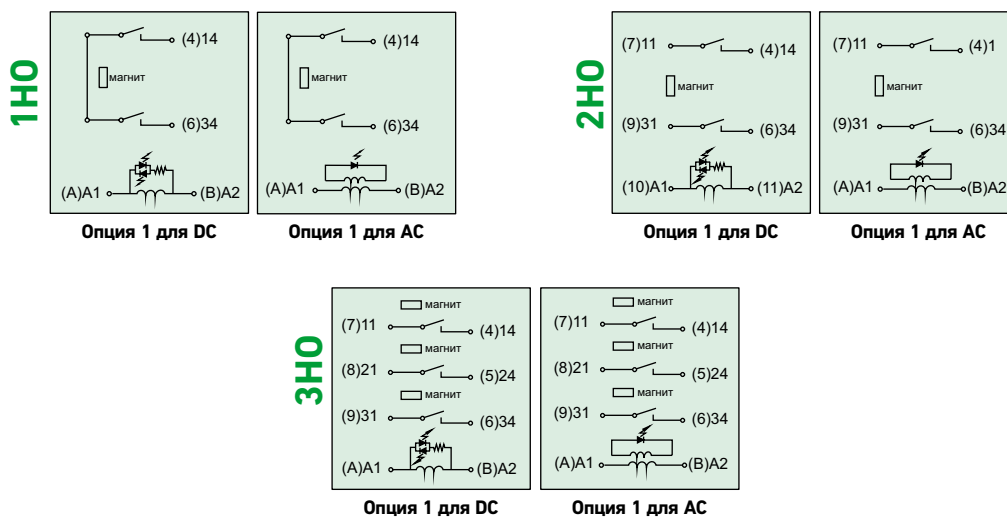 1НО
(4)14
магнит
(6)34
(A)A1
(B)A2
Опция 1 для DC
(4)14
магнит
(6)34
(A)A1
(B)A2
Опция 1 для AC
2НО
(7)11
(4)14
магнит
(9)31
(6)34
(10)A1
(11)A2
Опция 1 для DC
(7)11
(4)1
магнит
(9)31
(6)34
(A)A1
(B)A2
Опция 1 для AC
3НО
магнит
(7)11
(4)14
магнит
(8)21
(5)24
магнит
(9)31
(6)34
(A)A1
(B)A2
Опция 1 для DC
магнит
(7)11
(4)14
магнит
(8)21
(5)24
магнит
(9)31
(6)34
(A)A1
(B)A2
Опция 1 для AC